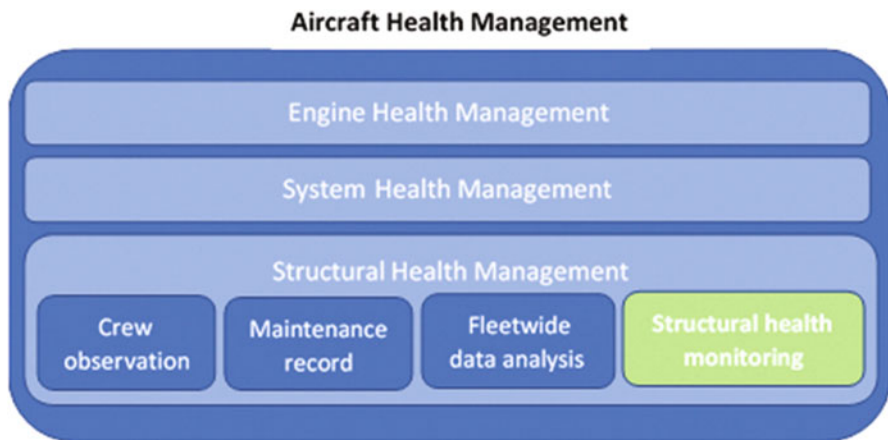 Aircraft Health Management
Engine Health Management
System Health Management
Structural Health Management
Crew
observation
Maintenance
record
Fleetwide
data analysis
Structural health
monitoring